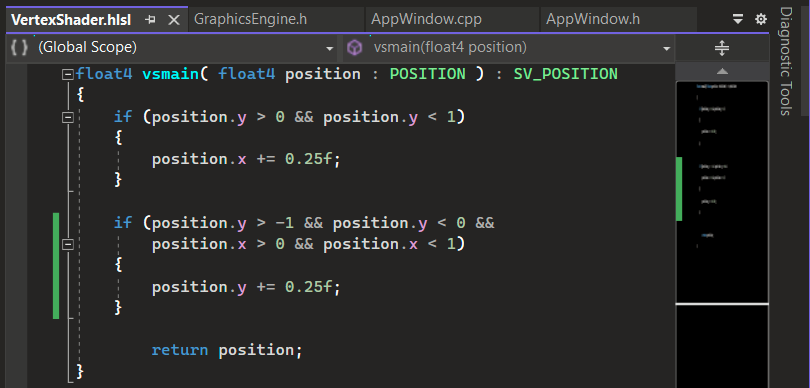 VertexShader.hlsl GraphicsEngine.h AppWindow.cpp AppWindow.h
(Global Scope) vsmain(float4 position)
float4 vsmain( float4 position : POSITION ) : SV_POSITION
{
if (position.y > 0 && position.y < 1)
{
position.x += 0.25f;
}
if (position.y > -1 && position.y < 0 &&
position.x > 0 && position.x < 1)
{
position.y += 0.25f;
}
return position;
}
Diagnostic Tools